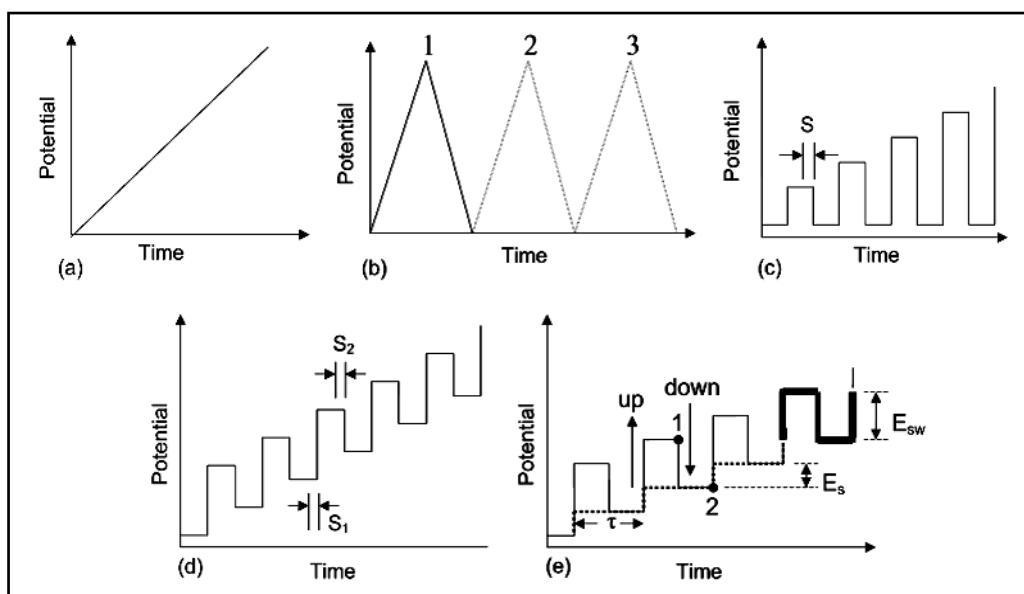 Potential
Time
(a)
1 2 3
Potential
Time
(b)
S
Potential
Time
(c)
S2
S1
Potential
Time
(d)
up
down
1
2
τ
Esw
Es
Potential
Time
(e)